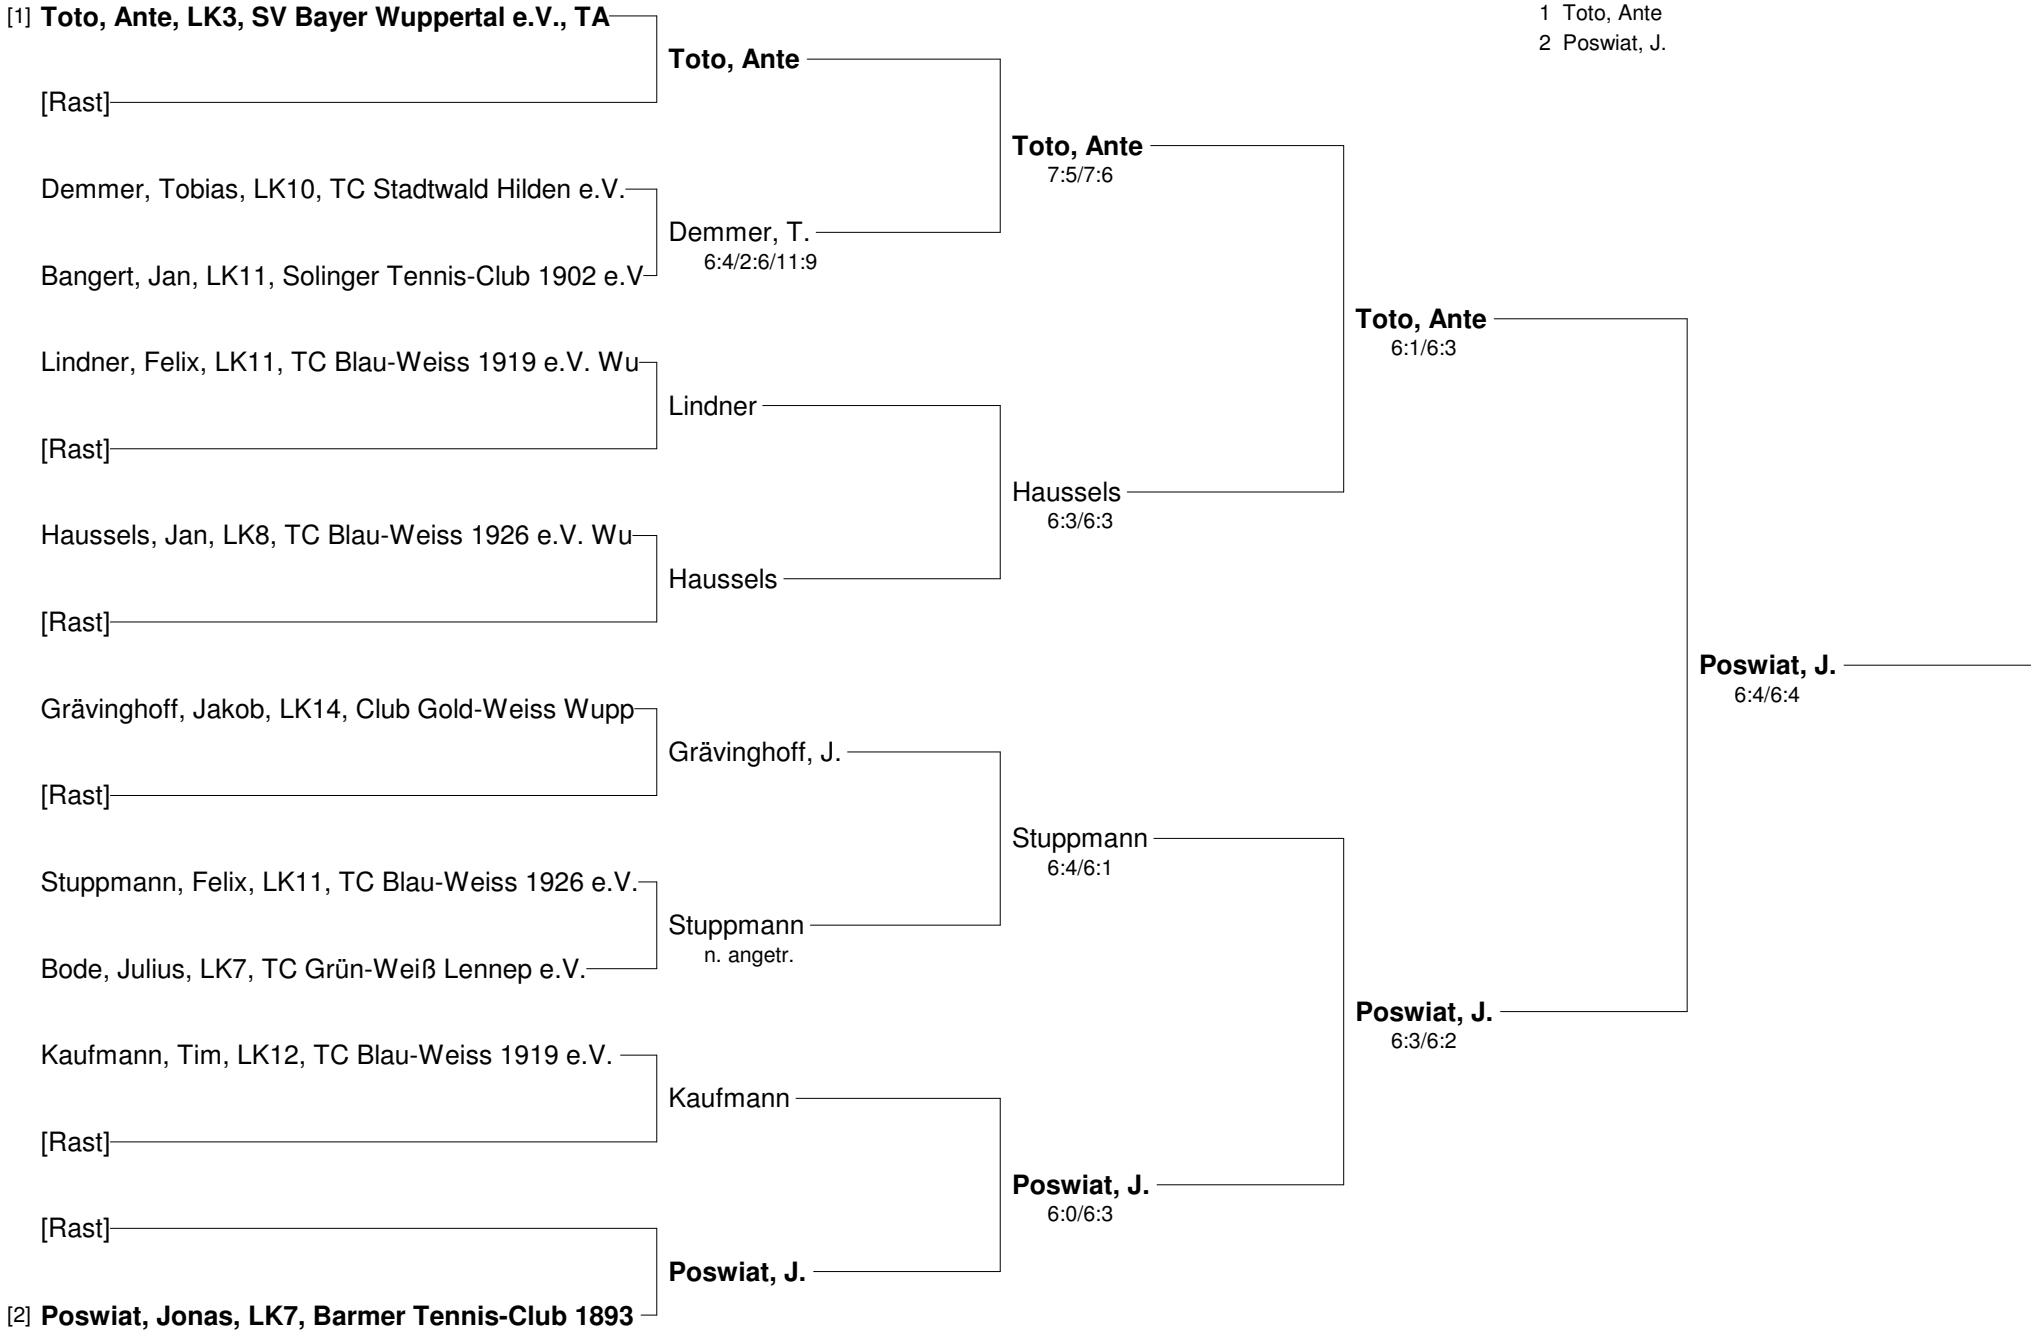 [1] Toto, Ante, LK3, SV Bayer Wuppertal e.V., TA
[Rast]
Demmer, Tobias, LK10, TC Stadtwald Hilden e.V.
Bangert, Jan, LK11, Solinger Tennis-Club 1902 e.V
Lindner, Felix, LK11, TC Blau-Weiss 1919 e.V. Wu
[Rast]
Haussels, Jan, LK8, TC Blau-Weiss 1926 e.V. Wu
[Rast]
Grävinghoff, Jakob, LK14, Club Gold-Weiss Wupp
[Rast]
Stuppmann, Felix, LK11, TC Blau-Weiss 1926 e.V.
Bode, Julius, LK7, TC Grün-Weiß Lennep e.V.
Kaufmann, Tim, LK12, TC Blau-Weiss 1919 e.V.
[Rast]
[Rast]
[2] Poswiat, Jonas, LK7, Barmer Tennis-Club 1893
Toto, Ante
Demmer, T.
6:4/2:6/11:9
Lindner
Haussels
Grävinghoff, J.
Stuppmann
n. angetr.
Kaufmann
Poswiat, J.
Toto, Ante
7:5/7:6
Haussels
6:3/6:3
Stuppmann
6:4/6:1
Poswiat, J.
6:0/6:3
Toto, Ante
6:1/6:3
Poswiat, J.
6:3/6:2
Poswiat, J.
6:4/6:4
1 Toto, Ante
2 Poswiat, J.